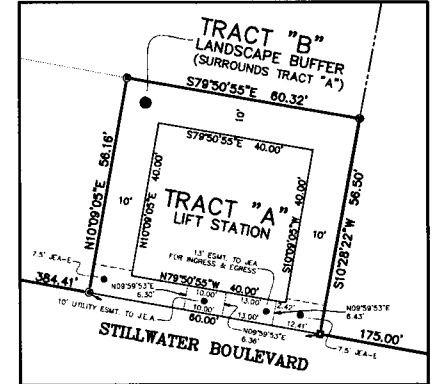 TRACT "B"
LANDSCAPE BUFFER
(SURROUNDS TRACT "A")
S79°50'55"E 60.32'
10'
S79°50'55"E 40.00'
N10°09'05"E 56.16'
N10°09'05"E 40.00'
10'
TRACT "A"
LIFT STATION
S10°09'05"W 40.00'
10'
S10°28'22"W 56.50'
13' ESMT. TO JEA
FOR INGRESS & EGRESS
N79°50'55"W 40.00'
7.5' JEA-E
N09°59'53"E
6.30'
10.00'
10.00'
13.00'
13.00'
2.42'
12.41'
N09°59'53"E
6.43'
384.41'
10' UTILITY ESMT. TO J.E.A.
60.00'
N09°59'53"E
6.36'
175.00'
7.5' JEA-E
STILLWATER BOULEVARD